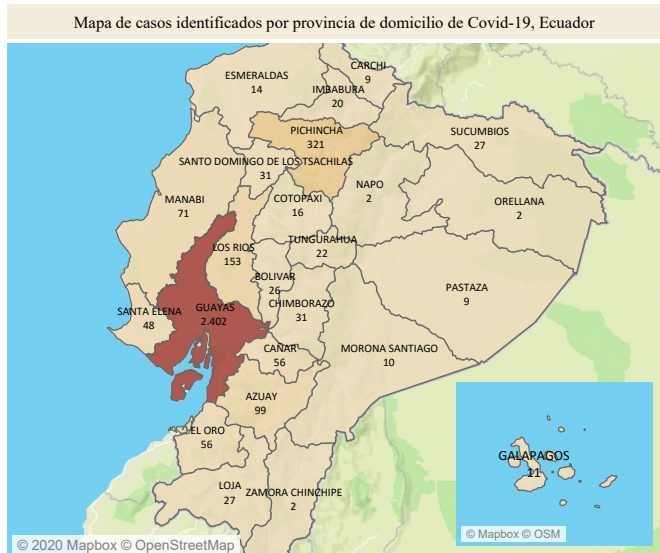 Mapa de casos identificados por provincia de domicilio de Covid-19, Ecuador
CARCHI
9
ESMERALDAS
14
IMBABURA
20
PICHINCHA
321
SUCUMBIOS
27
SANTO DOMINGO DE LOS TSACHILAS
31
NAPO
2
MANABI
71
COTOPAXI
16
ORELLANA
2
TUNGURAHUA
22
LOS RIOS
153
BOLIVAR
26
PASTAZA
9
CHIMBORAZO
31
SANTA ELENA
48
GUAYAS
2.402
CAÑAR
56
MORONA SANTIAGO
10
AZUAY
99
EL ORO
56
GALAPAGOS
11
LOJA
27
ZAMORA CHINCHIPE
2
© Mapbox © OSM
© 2020 Mapbox © OpenStreetMap